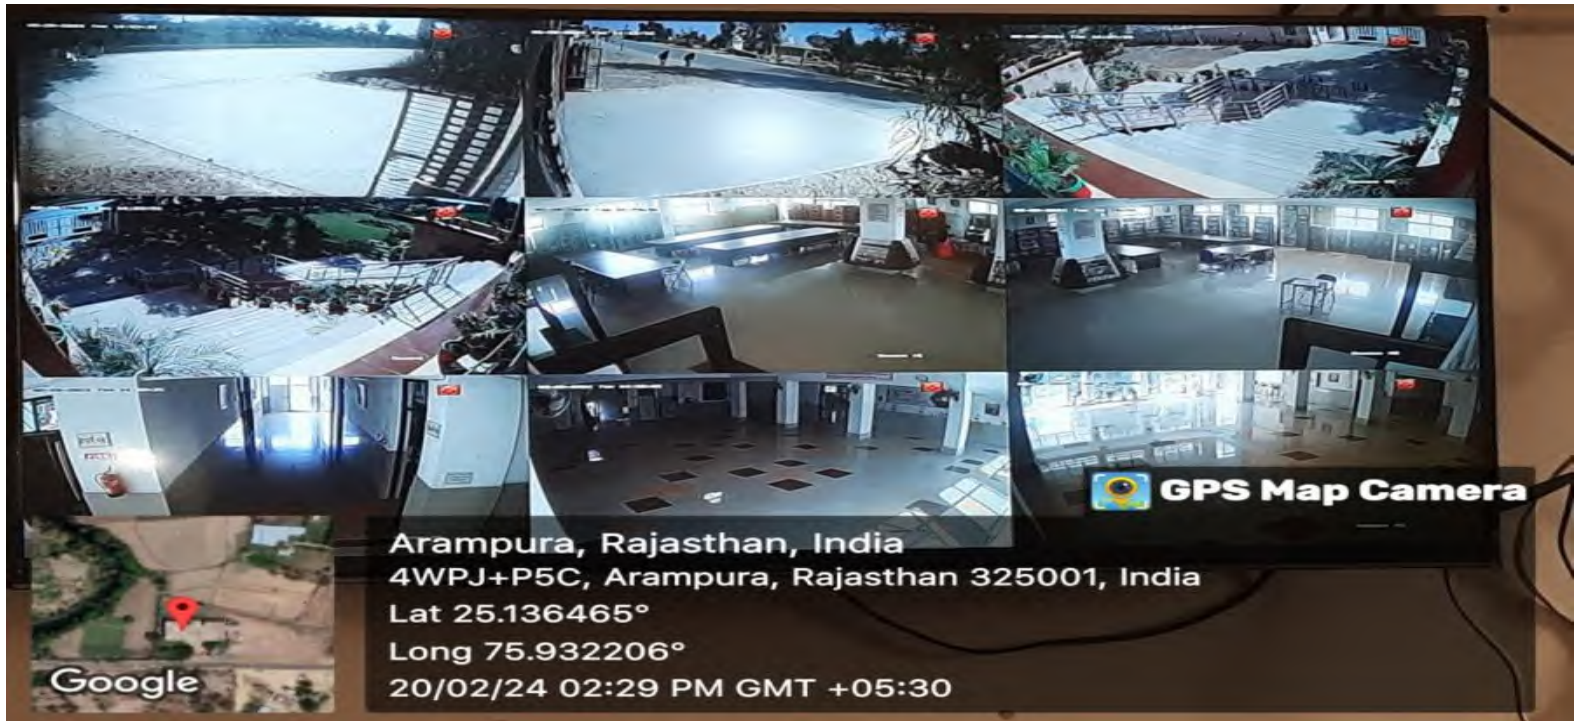 GPS Map Camera
Arampura, Rajasthan, India
4WPJ+P5C, Arampura, Rajasthan 325001, India
Lat 25.136465°
Long 75.932206°
20/02/24 02:29 PM GMT +05:30
Google